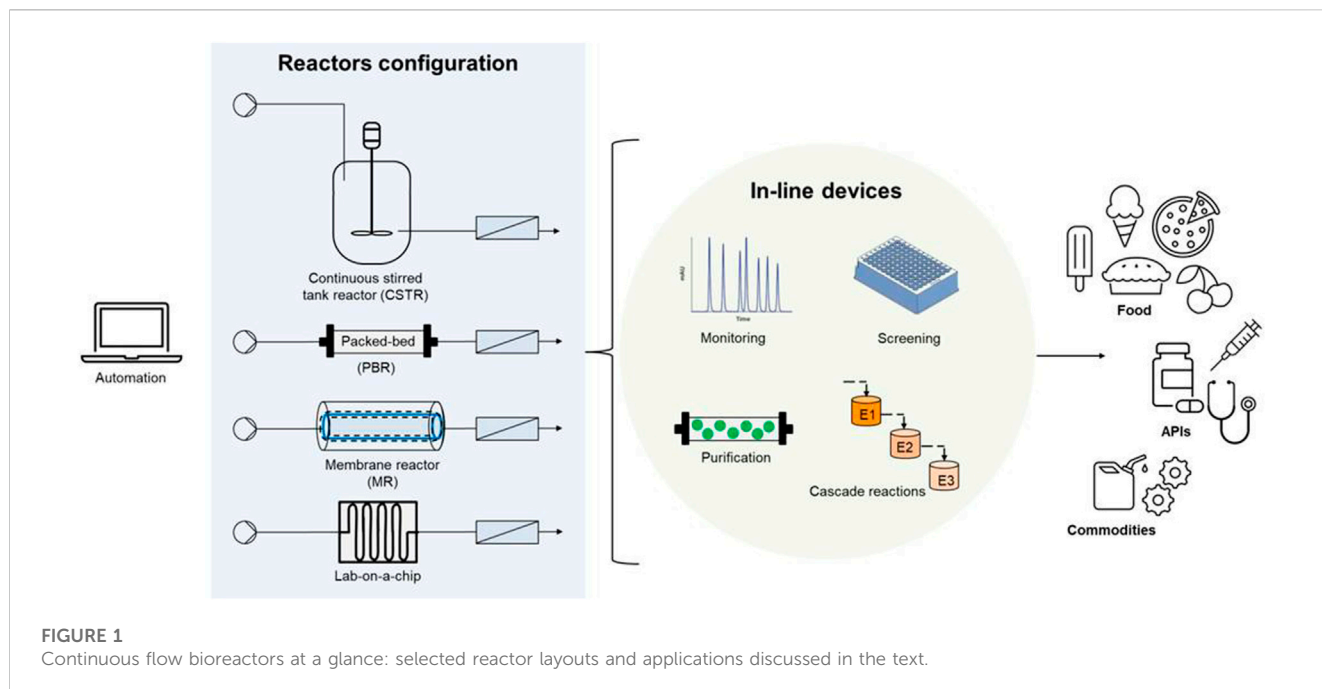 Reactors configuration
Continuous stirred
tank reactor (CSTR)
Automation
Packed-bed
(PBR)
Membrane reactor
(MR)
Lab-on-a-chip
In-line devices
mAU
Time
Monitoring
Screening
Purification
E1
E2
E3
Cascade reactions
Food
APIs
Commodities
FIGURE 1
Continuous flow bioreactors at a glance: selected reactor layouts and applications discussed in the text.